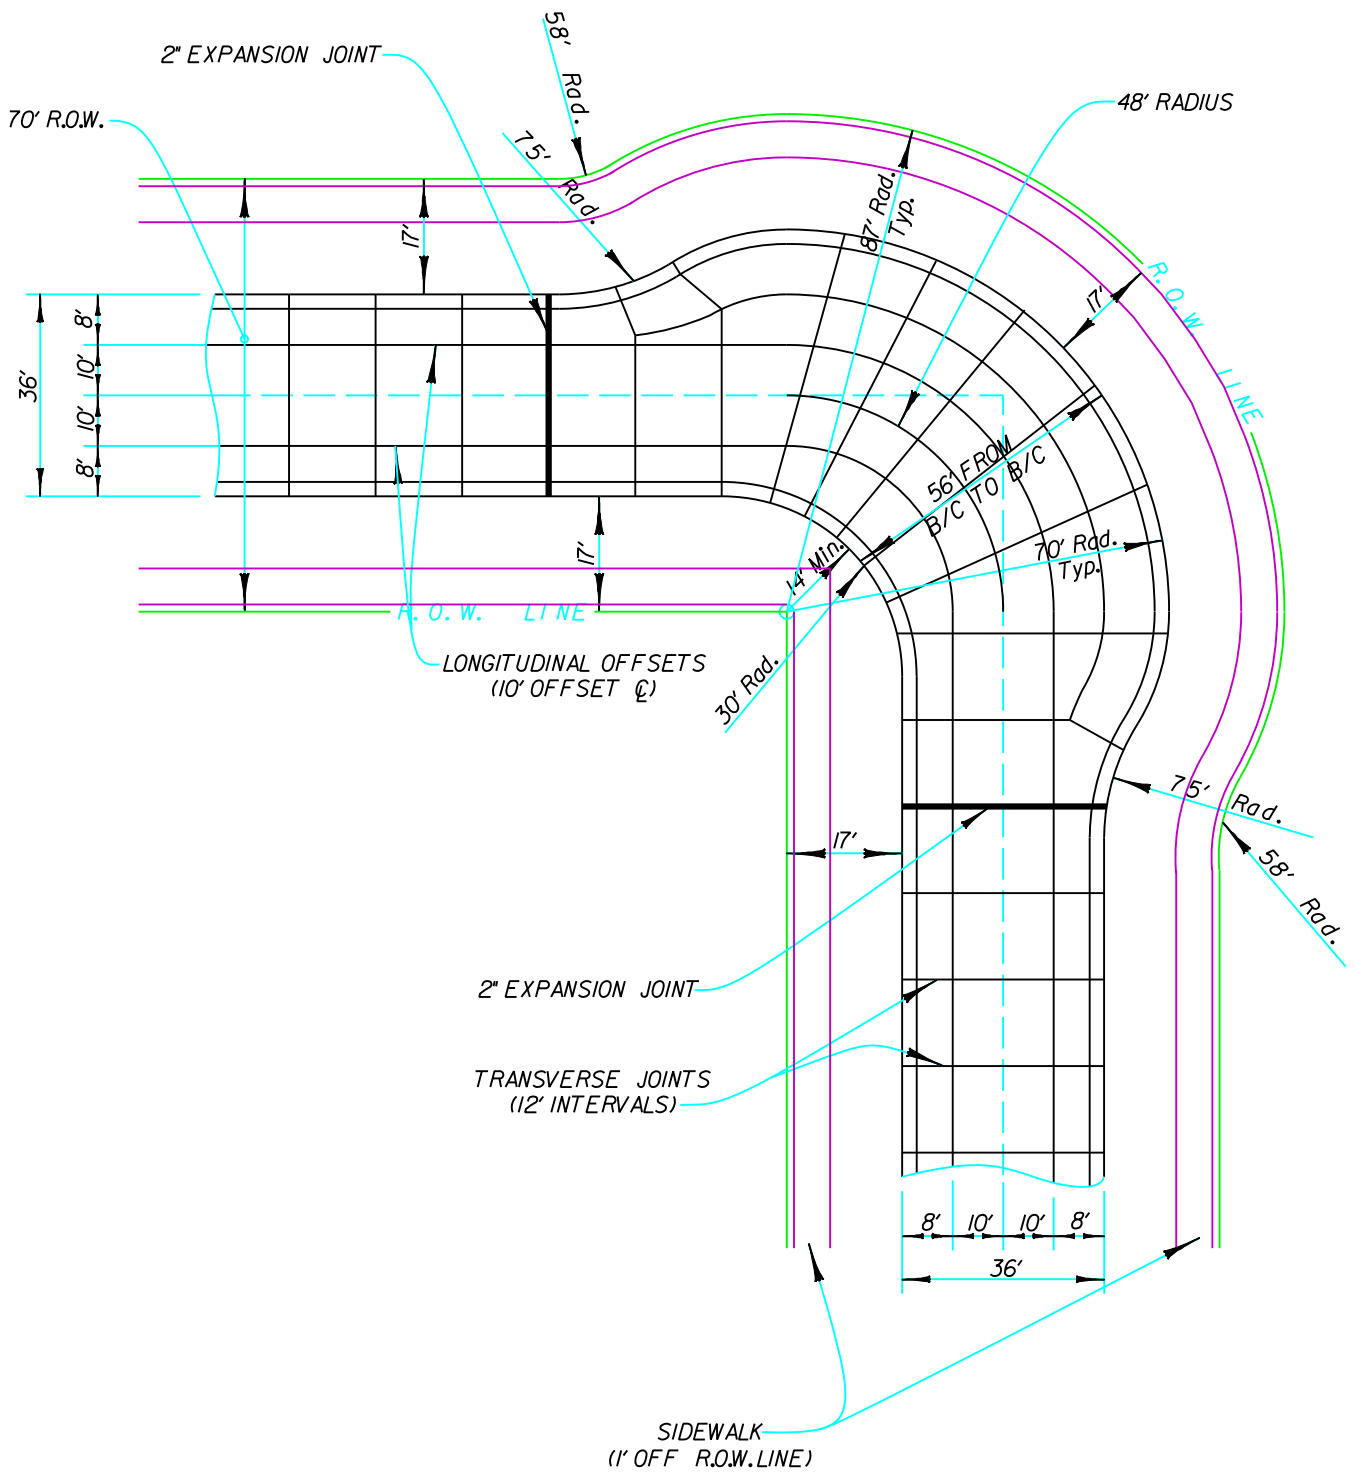 58' Rad.
2" EXPANSION JOINT
70' R.O.W.
75' Rad.
48' RADIUS
87' Rad.
Typ.
17'
17'
R.O.W LINE
8'
10'
10'
8'
36'
56' FROM
B/C TO B/C
17'
14' Min.
70' Rad.
Typ.
R.O.W. LINE
LONGITUDINAL OFFSETS
(10' OFFSET ℄)
30' Rad.
75' Rad.
58' Rad.
17'
2" EXPANSION JOINT
TRANSVERSE JOINTS
(12' INTERVALS)
8' 10' 10' 8'
36'
SIDEWALK
(1' OFF R.O.W. LINE)